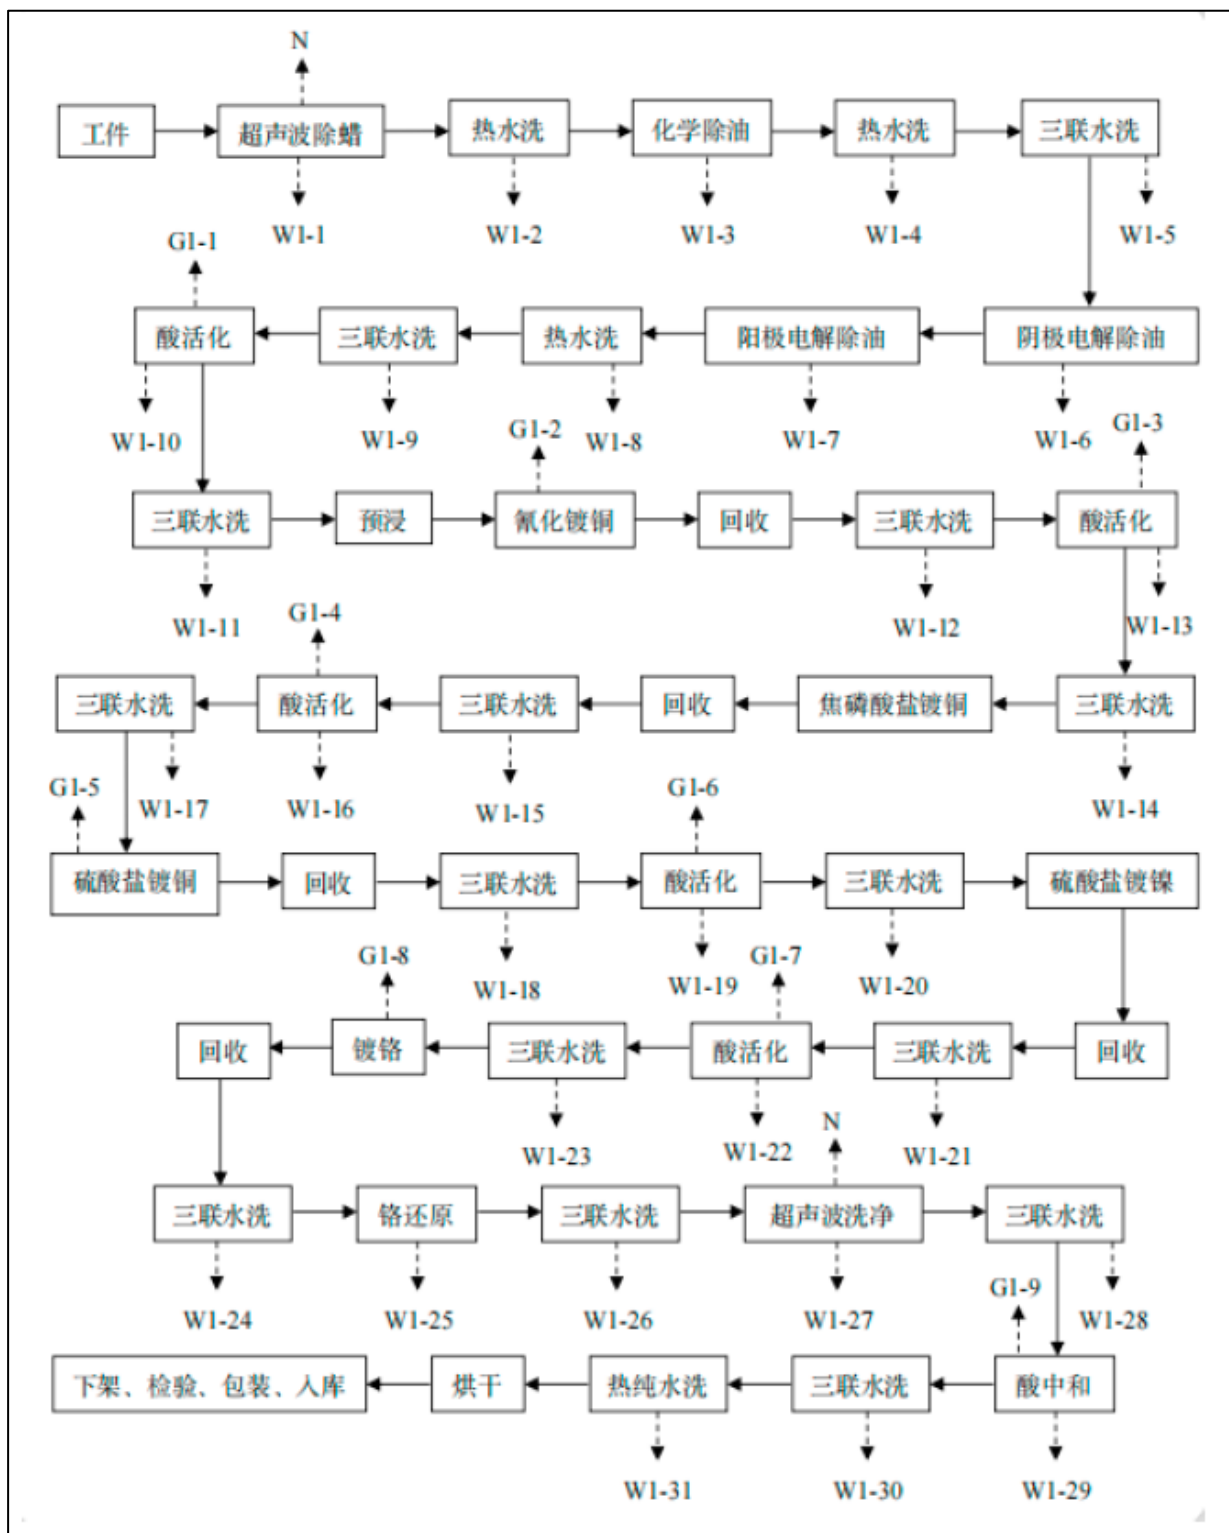 N
工件 超声波除蜡 热水洗 化学除油 热水洗 三联水洗
W1-1 W1-2 W1-3 W1-4 W1-5
G1-1
酸活化 三联水洗 热水洗 阳极电解除油 阴极电解除油
W1-10 W1-9 G1-2 W1-8 W1-7 W1-6 G1-3
三联水洗 预浸 氰化镀铜 回收 三联水洗 酸活化
W1-11 G1-4 W1-12 W1-13
三联水洗 酸活化 三联水洗 回收 焦磷酸盐镀铜 三联水洗
G1-5 W1-17 W1-16 W1-15 G1-6 W1-14
硫酸盐镀铜 回收 三联水洗 酸活化 三联水洗 硫酸盐镀镍
G1-8 W1-18 W1-19 G1-7 W1-20
回收 镀铬 三联水洗 酸活化 三联水洗 回收
W1-23 W1-22 N W1-21
三联水洗 铬还原 三联水洗 超声波洗净 三联水洗
W1-24 W1-25 W1-26 W1-27 G1-9 W1-28
下架、检验、包装、入库 烘干 热纯水洗 三联水洗 酸中和
W1-31 W1-30 W1-29